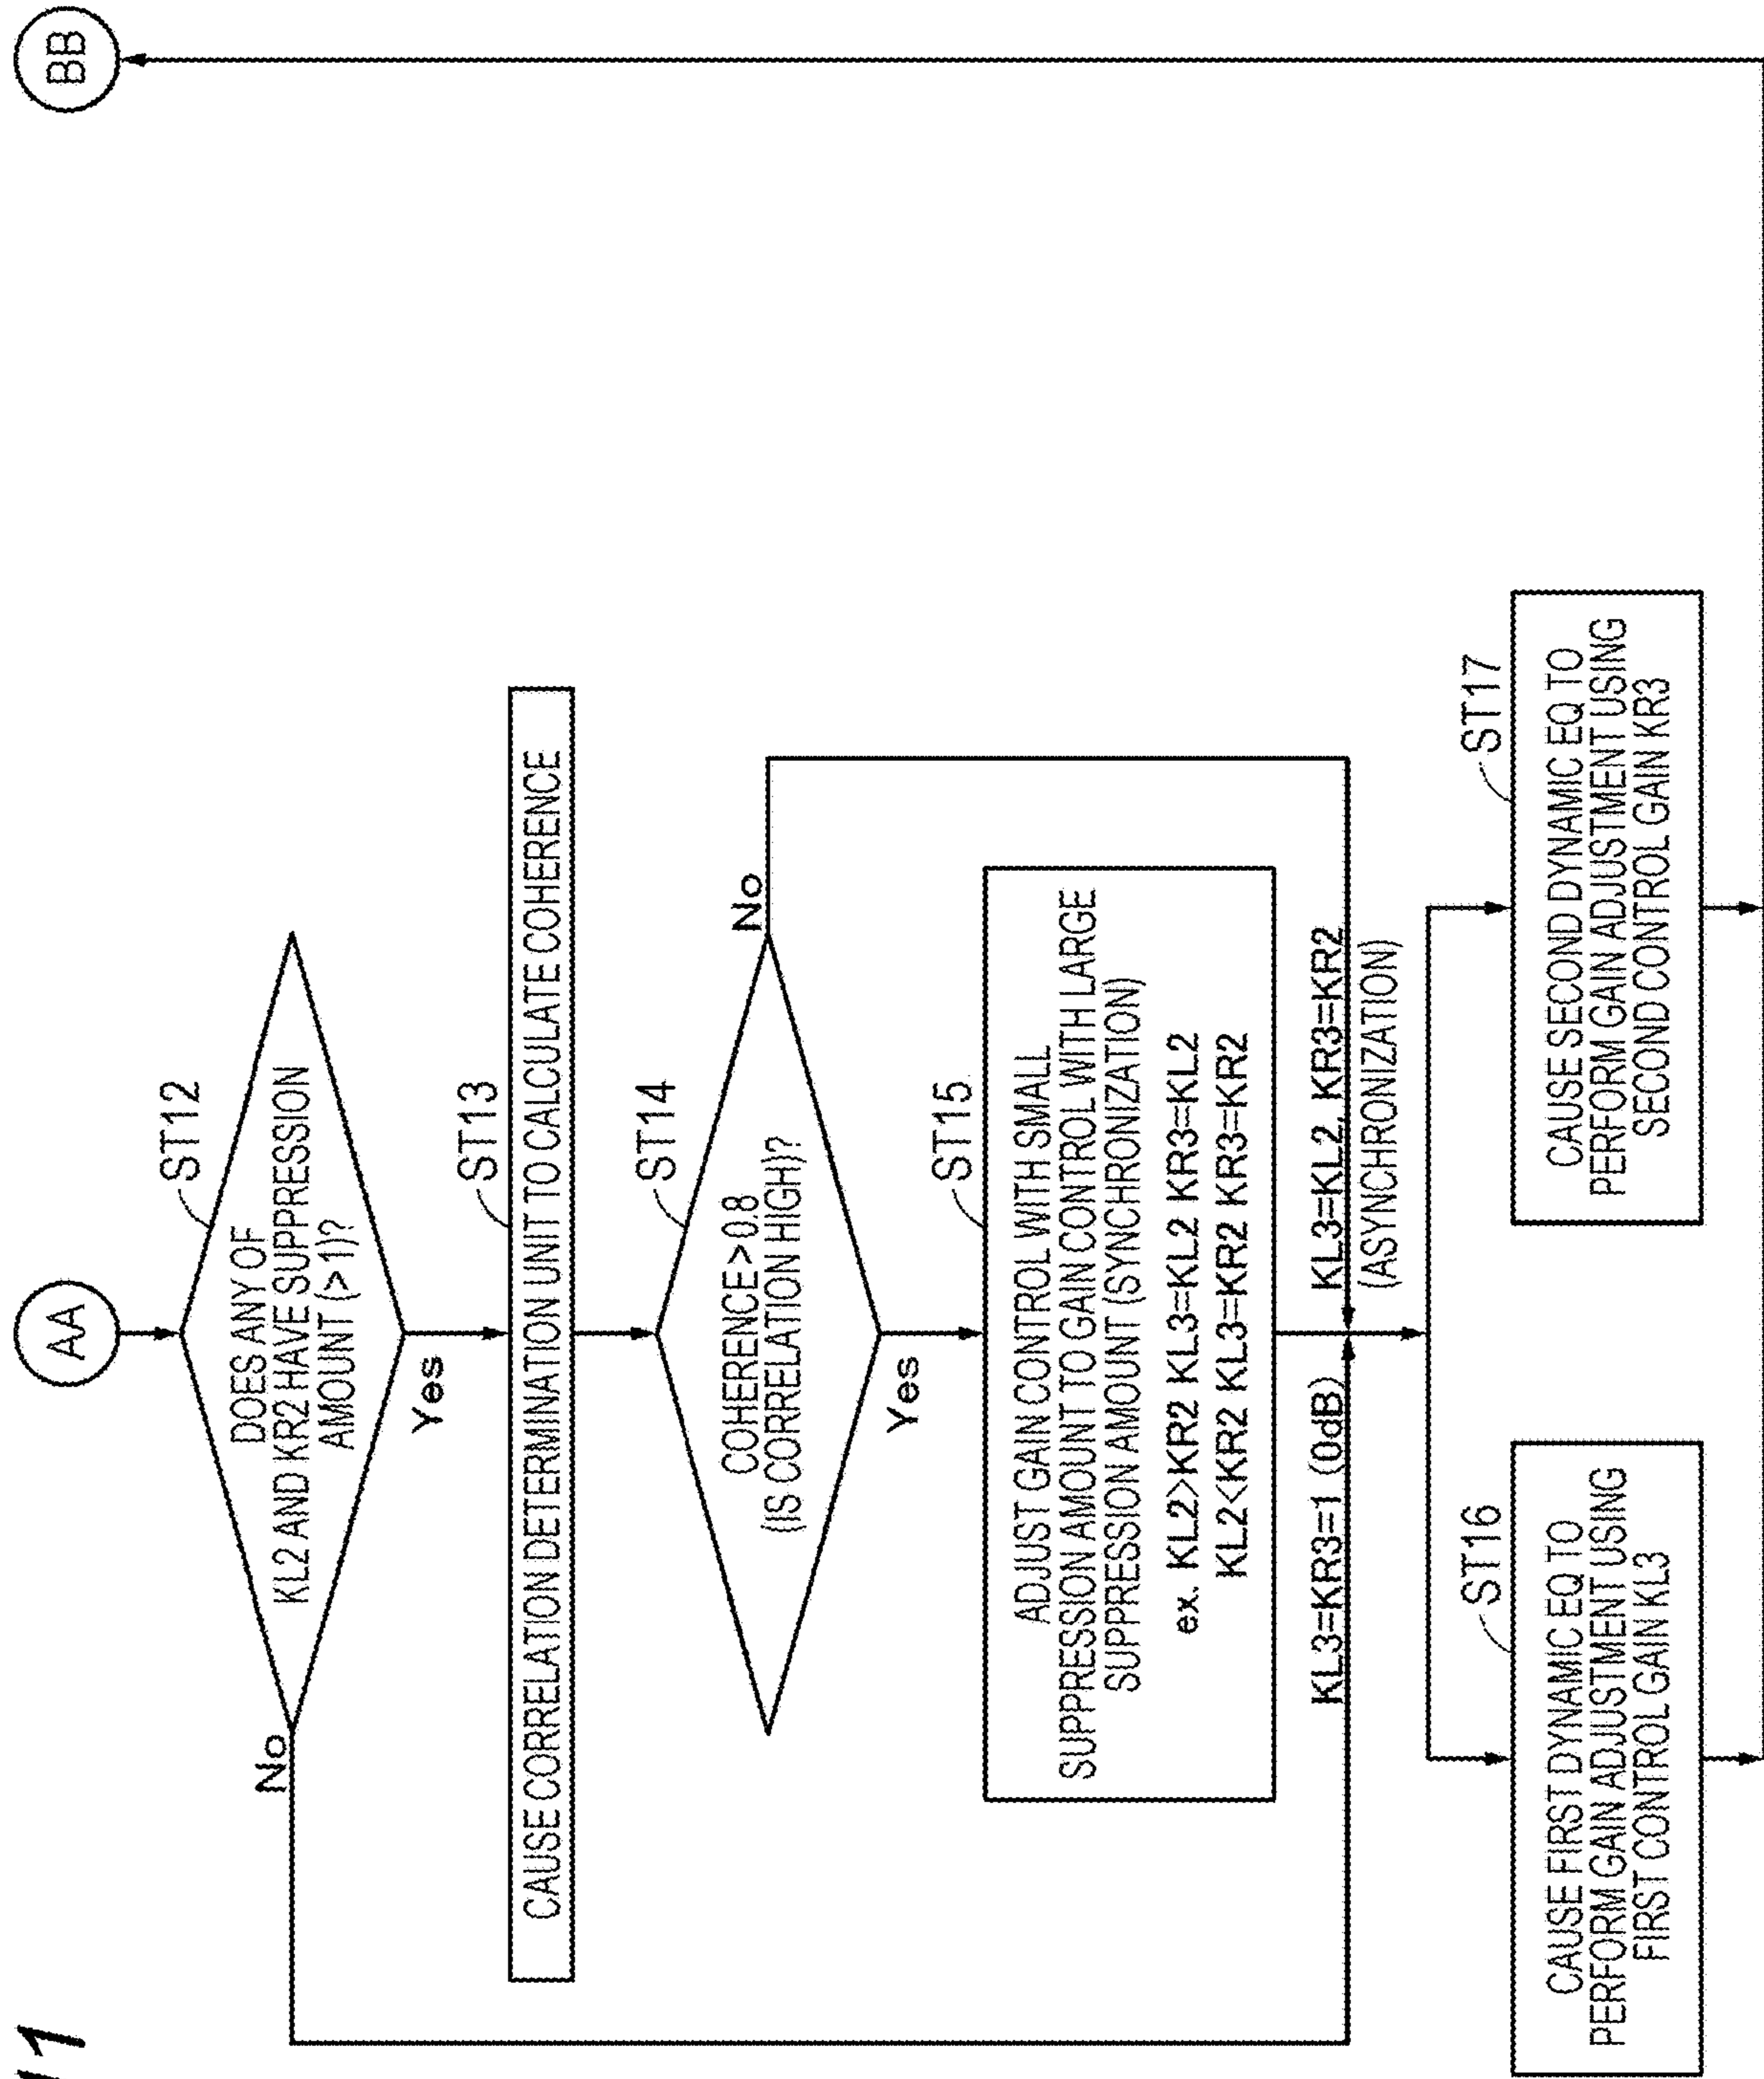 AA
BB
ST12
DOES ANY OF
KL2 AND KR2 HAVE SUPPRESSION
AMOUNT (>1)?
No
Yes
ST13
CAUSE CORRELATION DETERMINATION UNIT TO CALCULATE COHERENCE
ST14
COHERENCE>0.8
(IS CORRELATION HIGH)?
No
Yes
ST15
ADJUST GAIN CONTROL WITH SMALL
SUPPRESSION AMOUNT TO GAIN CONTROL WITH LARGE
SUPPRESSION AMOUNT (SYNCHRONIZATION)
ex. KL2>KR2 KL3=KL2 KR3=KL2
KL2<KR2 KL3=KR2 KR3=KR2
KL3=KR3=1 (0dB)
KL3=KL2, KR3=KR2
(ASYNCHRONIZATION)
ST16
CAUSE FIRST DYNAMIC EQ TO
PERFORM GAIN ADJUSTMENT USING
FIRST CONTROL GAIN KL3
ST17
CAUSE SECOND DYNAMIC EQ TO
PERFORM GAIN ADJUSTMENT USING
SECOND CONTROL GAIN KR3